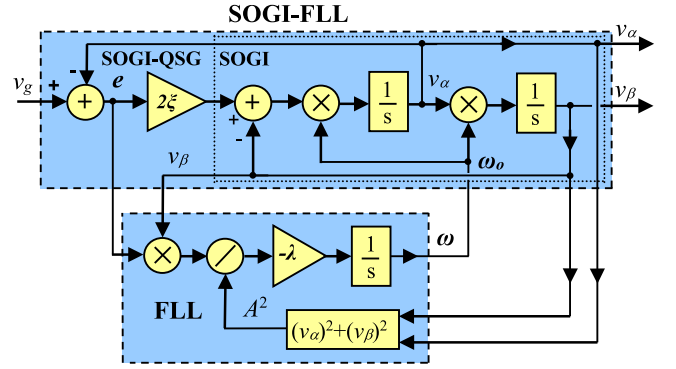 SOGI-FLL
vα
SOGI-QSG
SOGI
vg
+
-
e
+
2ξ
+
-
+
×
1/s
vα
×
1/s
vβ
vβ
ωo
×
/
-λ
1/s
ω
FLL
A²
(vα)²+(vβ)²